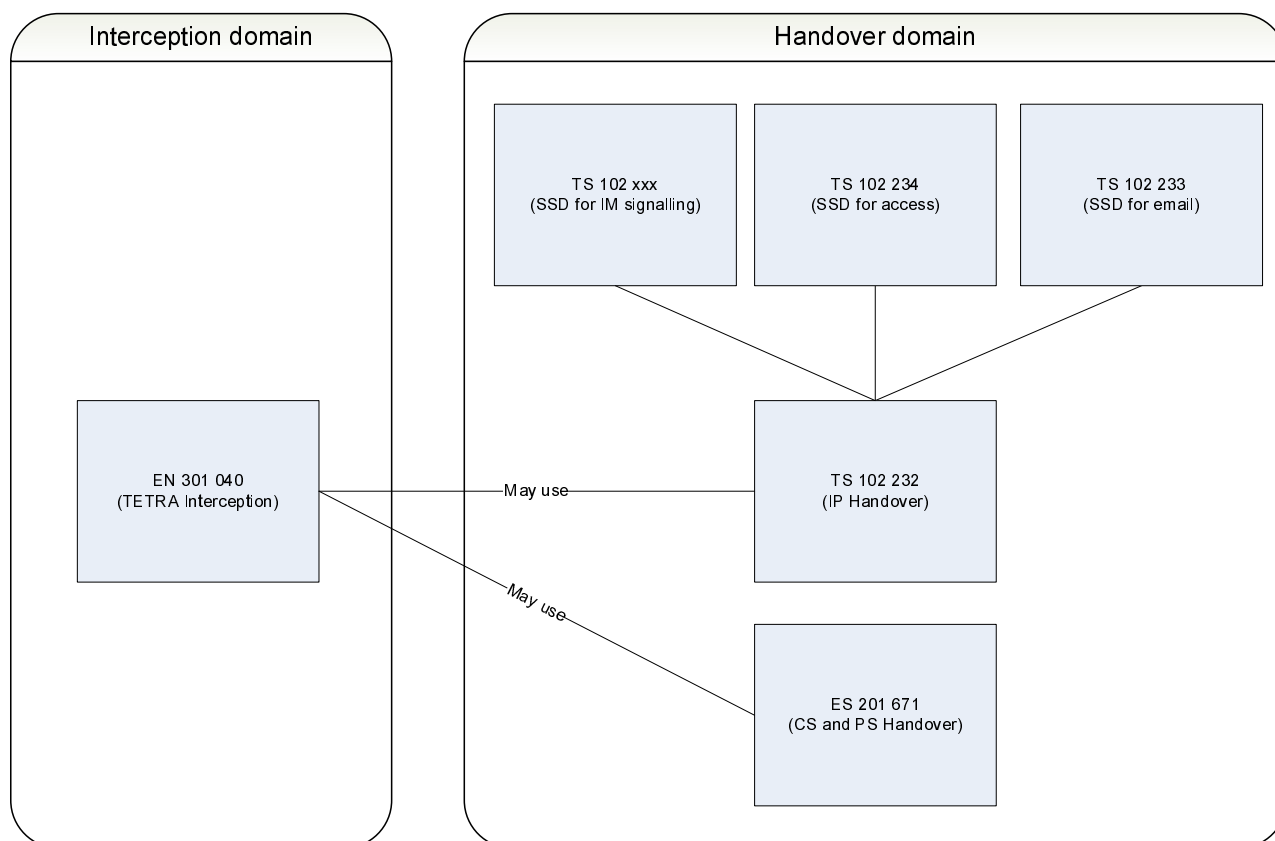 Interception domain
Handover domain
TS 102 xxx
(SSD for IM signalling)
TS 102 234
(SSD for access)
TS 102 233
(SSD for email)
EN 301 040
(TETRA Interception)
May use
TS 102 232
(IP Handover)
May use
ES 201 671
(CS and PS Handover)